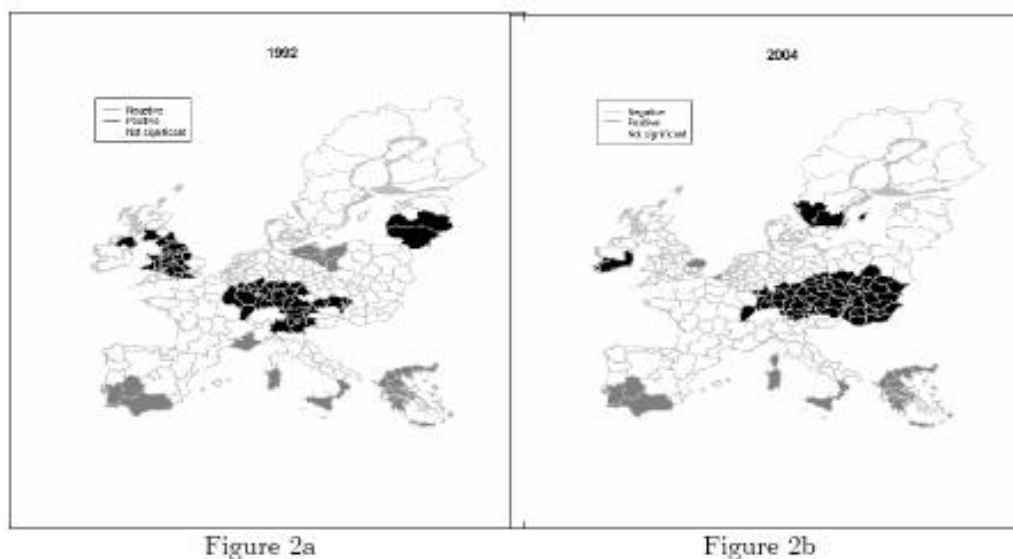 1992
Negative
Positive
Not significant
Figure 2a
2004
Negative
Positive
Not significant
Figure 2b